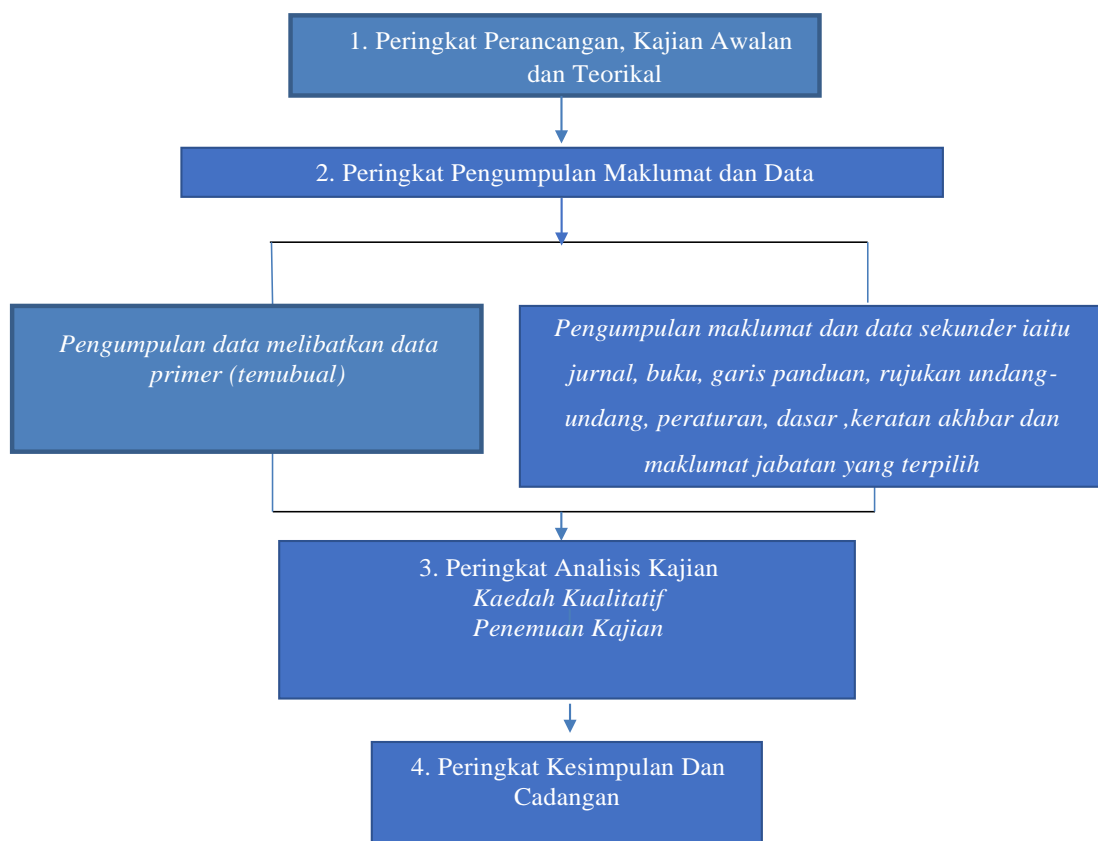 1. Peringkat Perancangan, Kajian Awalan
dan Teorikal
2. Peringkat Pengumpulan Maklumat dan Data
Pengumpulan data melibatkan data
primer (temubual)
Pengumpulan maklumat dan data sekunder iaitu
jurnal, buku, garis panduan, rujukan undang-
undang, peraturan, dasar ,keratan akhbar dan
maklumat jabatan yang terpilih
3. Peringkat Analisis Kajian
Kaedah Kualitatif
Penemuan Kajian
4. Peringkat Kesimpulan Dan
Cadangan